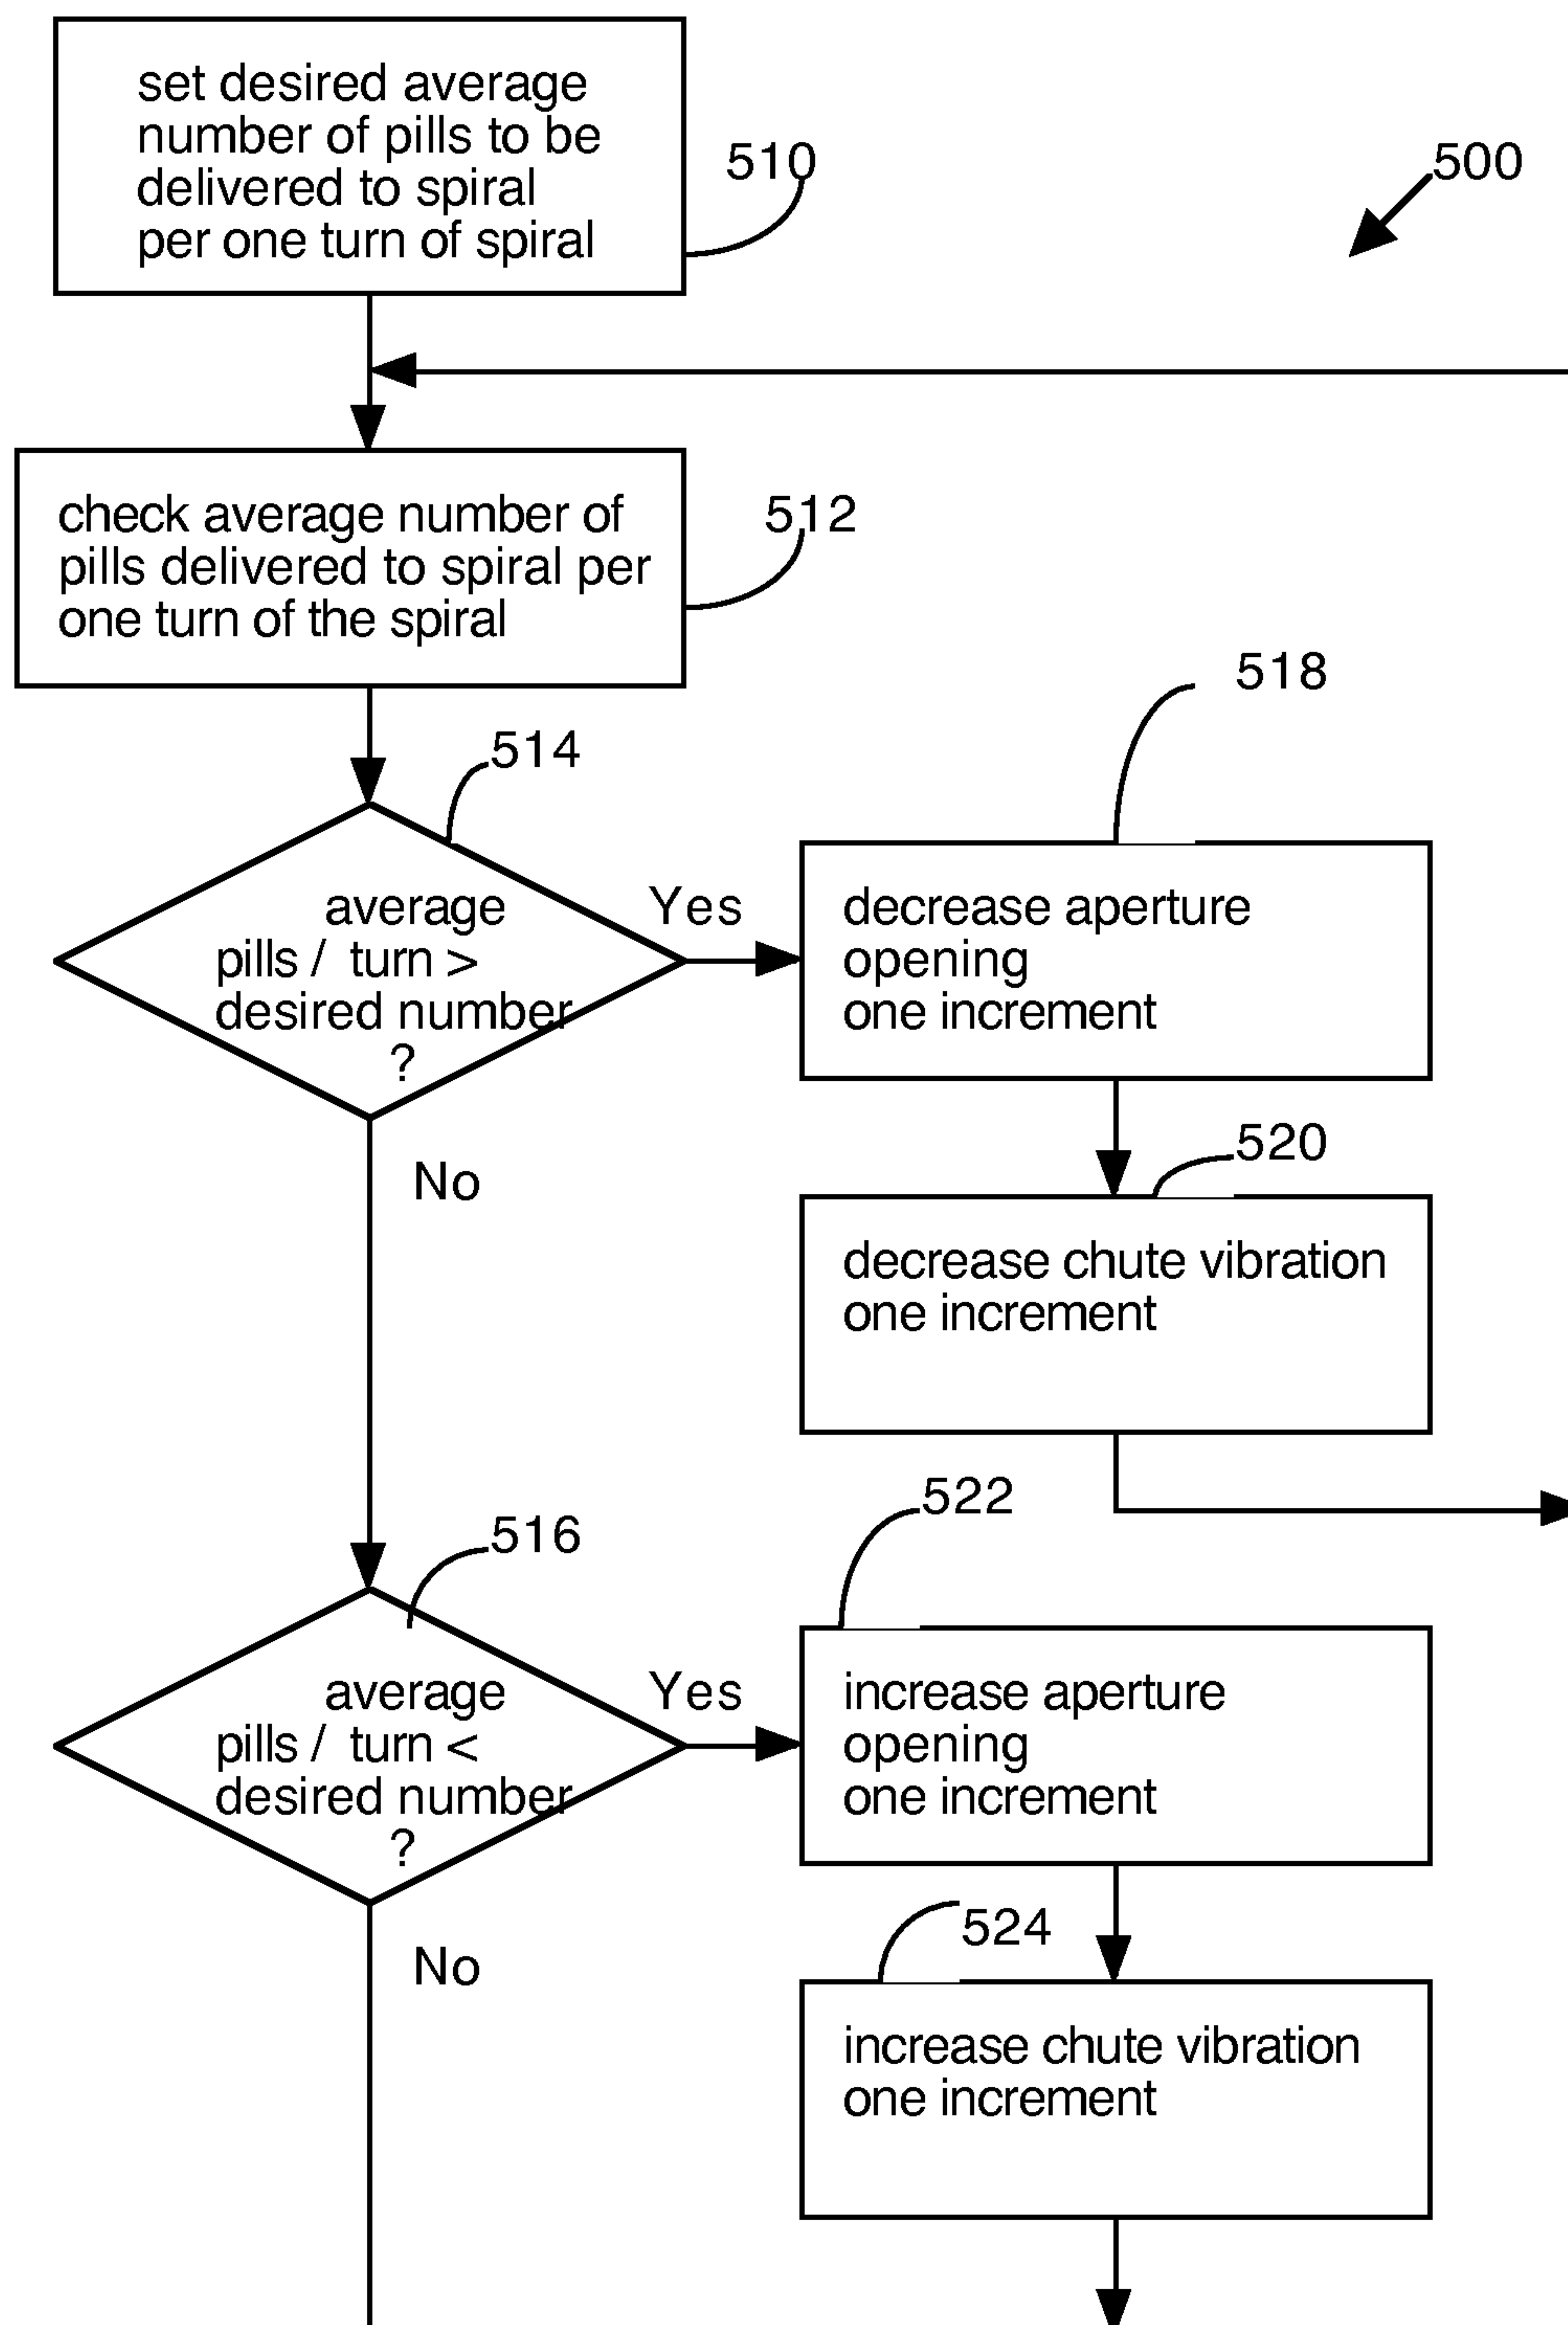 set desired average
number of pills to be
delivered to spiral
per one turn of spiral
510
500
check average number of
pills delivered to spiral per
one turn of the spiral
512
518
514
average
pills / turn >
desired number
?
Yes
decrease aperture
opening
one increment
No
520
decrease chute vibration
one increment
522
516
average
pills / turn <
desired number
?
Yes
increase aperture
opening
one increment
No
524
increase chute vibration
one increment